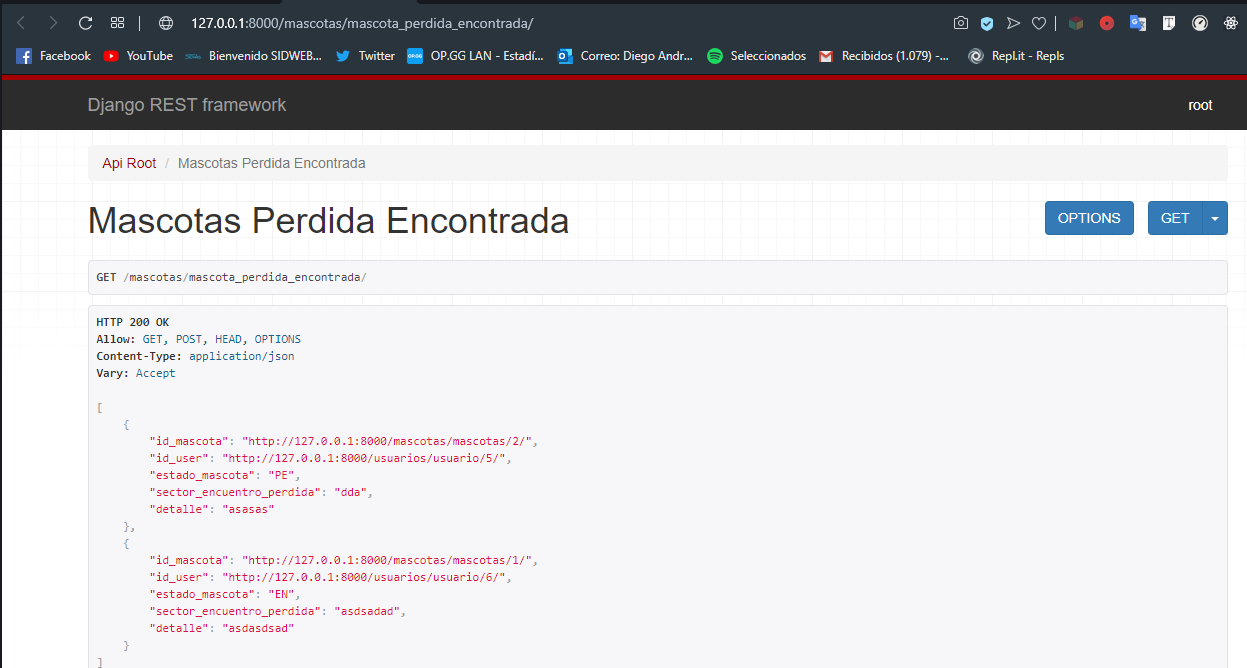 127.0.0.1:8000/mascotas/mascota_perdida_encontrada/
Facebook YouTube Bienvenido SIDWEB... Twitter OP.GG LAN - Estadí... Correo: Diego Andr... Seleccionados Recibidos (1.079) -... Repl.it - Repls
Django REST framework root
Api Root / Mascotas Perdida Encontrada
Mascotas Perdida Encontrada OPTIONS GET
GET /mascotas/mascota_perdida_encontrada/
HTTP 200 OK
Allow: GET, POST, HEAD, OPTIONS
Content-Type: application/json
Vary: Accept
[
{
"id_mascota": "http://127.0.0.1:8000/mascotas/mascotas/2/",
"id_user": "http://127.0.0.1:8000/usuarios/usuario/5/",
"estado_mascota": "PE",
"sector_encuentro_perdida": "dda",
"detalle": "asasas"
},
{
"id_mascota": "http://127.0.0.1:8000/mascotas/mascotas/1/",
"id_user": "http://127.0.0.1:8000/usuarios/usuario/6/",
"estado_mascota": "EN",
"sector_encuentro_perdida": "asdsadad",
"detalle": "asdasdsad"
}
]